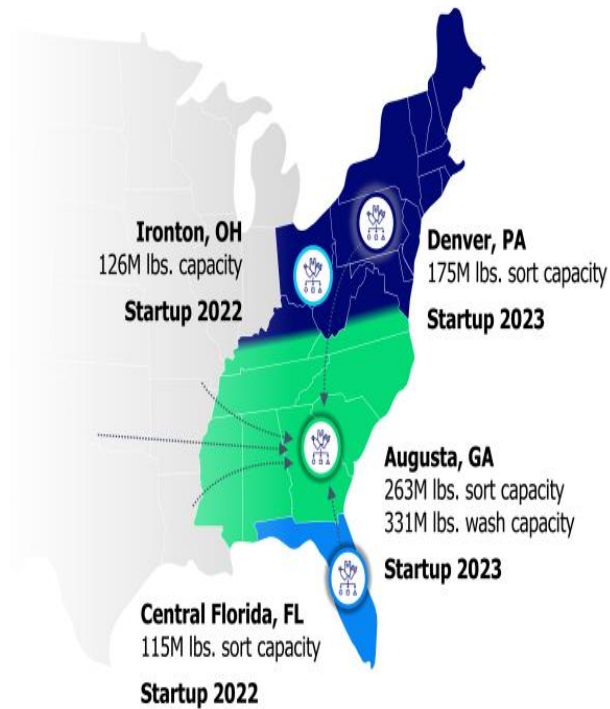 Ironton, OH
126M lbs. capacity
Startup 2022
Denver, PA
175M lbs. sort capacity
Startup 2023
Augusta, GA
263M lbs. sort capacity
331M lbs. wash capacity
Startup 2023
Central Florida, FL
115M lbs. sort capacity
Startup 2022